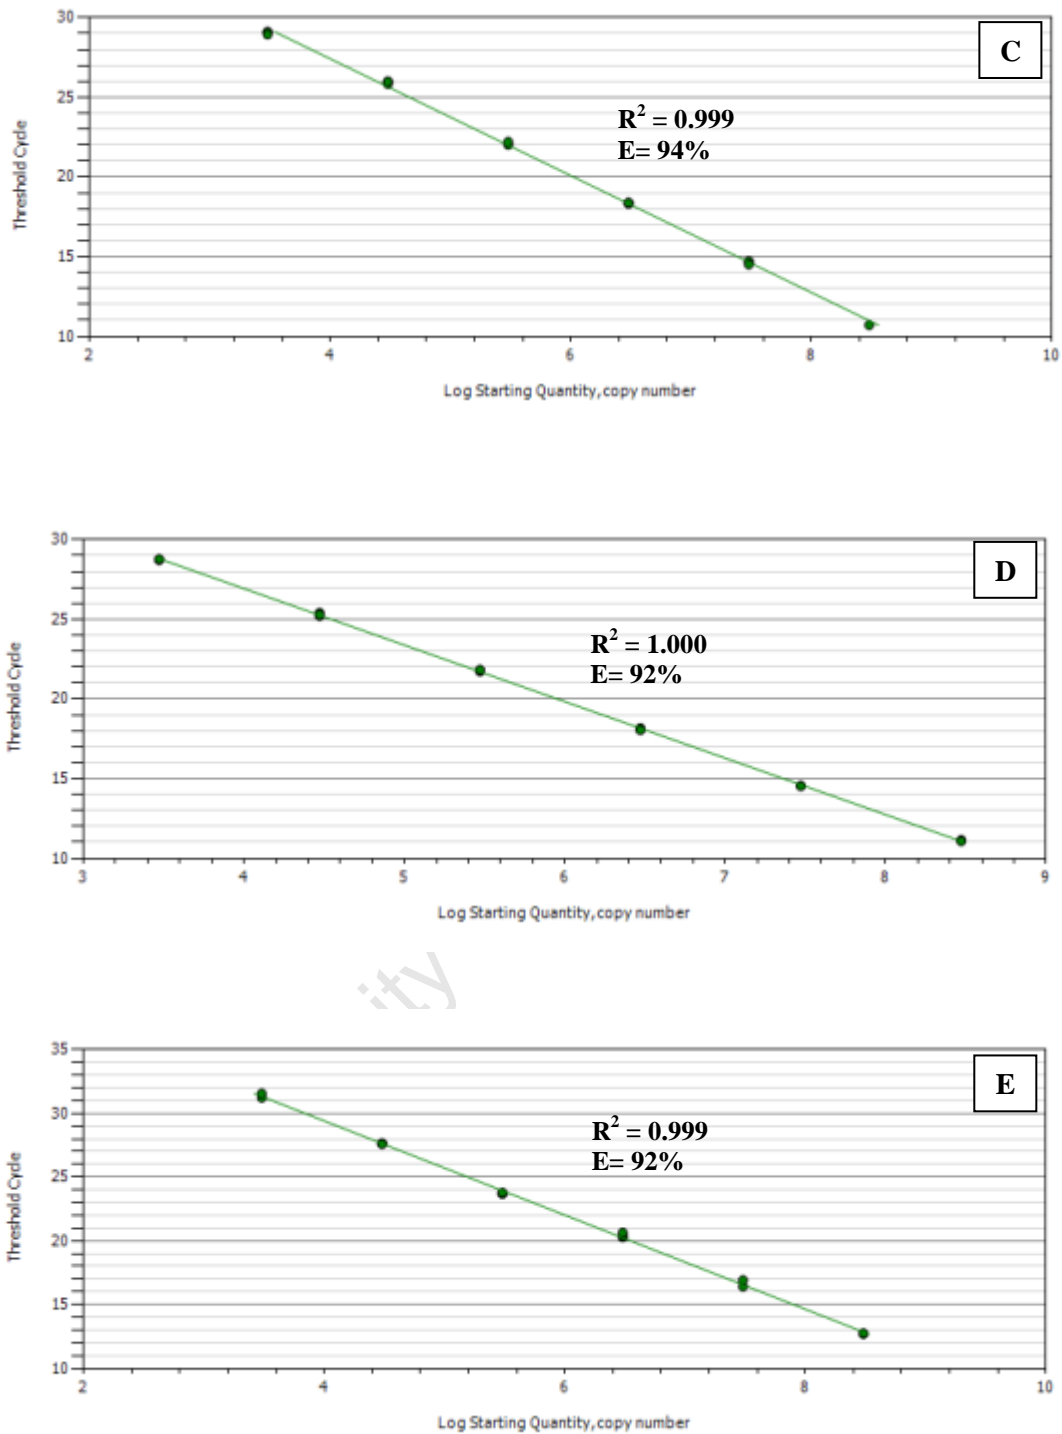 30
C
25
R² = 0.999
E= 94%
20
15
10
2 4 6 8 10
Threshold Cycle
Log Starting Quantity, copy number
30
D
25
R² = 1.000
E= 92%
20
15
10
3 4 5 6 7 8 9
Threshold Cycle
Log Starting Quantity, copy number
ity
35
E
30
R² = 0.999
E= 92%
25
20
15
10
2 4 6 8 10
Threshold Cycle
Log Starting Quantity, copy number